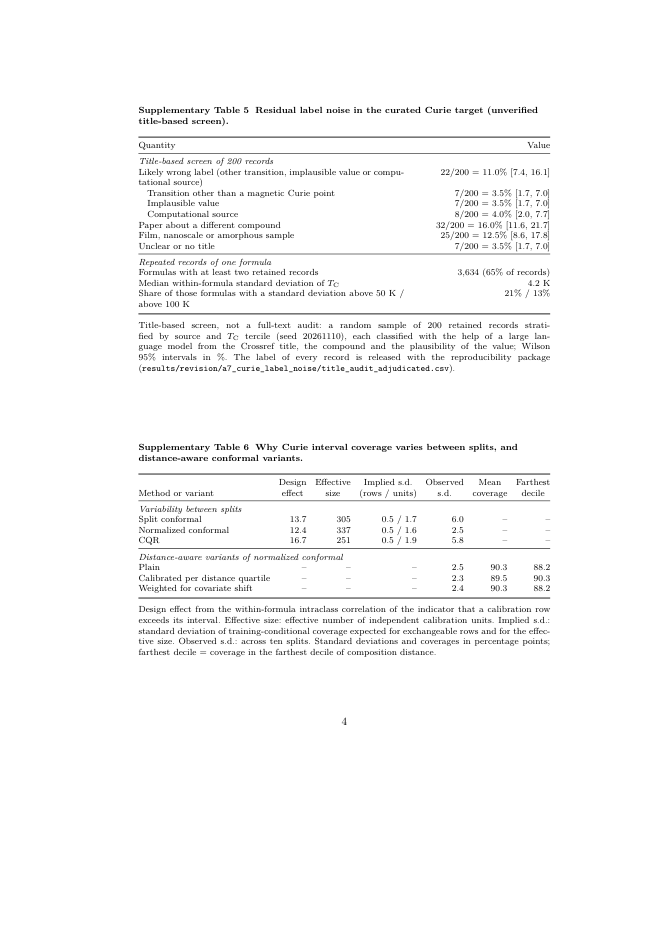 Supplementary Table 5 Residual label noise in the curated Curie target (unverified
title-based screen).
Quantity Value
Title-based screen of 200 records
Likely wrong label (other transition, implausible value or compu- 22/200 = 11.0% [7.4, 16.1]
tational source)
Transition other than a magnetic Curie point 7/200 = 3.5% [1.7, 7.0]
Implausible value 7/200 = 3.5% [1.7, 7.0]
Computational source 8/200 = 4.0% [2.0, 7.7]
Paper about a different compound 32/200 = 16.0% [11.6, 21.7]
Film, nanoscale or amorphous sample 25/200 = 12.5% [8.6, 17.8]
Unclear or no title 7/200 = 3.5% [1.7, 7.0]
Repeated records of one formula
Formulas with at least two retained records 3,634 (65% of records)
Median within-formula standard deviation of T_C 4.2 K
Share of those formulas with a standard deviation above 50 K / 21% / 13%
above 100 K
Title-based screen, not a full-text audit: a random sample of 200 retained records strati-
fied by source and T_C tercile (seed 20261110), each classified with the help of a large lan-
guage model from the Crossref title, the compound and the plausibility of the value; Wilson
95% intervals in %. The label of every record is released with the reproducibility package
(results/revision/a7_curie_label_noise/title_audit_adjudicated.csv).
Supplementary Table 6 Why Curie interval coverage varies between splits, and
distance-aware conformal variants.
Design Effective Implied s.d. Observed Mean Farthest
Method or variant effect size (rows / units) s.d. coverage decile
Variability between splits
Split conformal 13.7 305 0.5 / 1.7 6.0 – –
Normalized conformal 12.4 337 0.5 / 1.6 2.5 – –
CQR 16.7 251 0.5 / 1.9 5.8 – –
Distance-aware variants of normalized conformal
Plain – – – 2.5 90.3 88.2
Calibrated per distance quartile – – – 2.3 89.5 90.3
Weighted for covariate shift – – – 2.4 90.3 88.2
Design effect from the within-formula intraclass correlation of the indicator that a calibration row
exceeds its interval. Effective size: effective number of independent calibration units. Implied s.d.:
standard deviation of training-conditional coverage expected for exchangeable rows and for the effec-
tive size. Observed s.d.: across ten splits. Standard deviations and coverages in percentage points;
farthest decile = coverage in the farthest decile of composition distance.
4